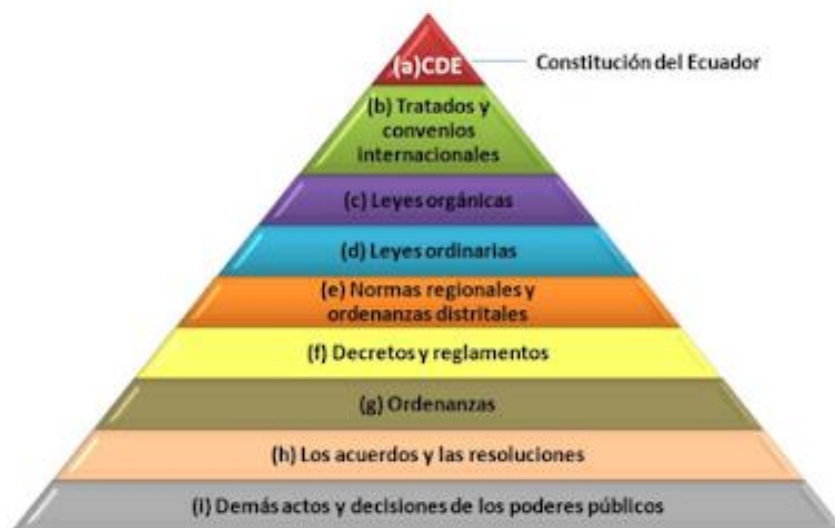 (a)CDE
Constitución del Ecuador
(b) Tratados y
convenios
internacionales
(c) Leyes orgánicas
(d) Leyes ordinarias
(e) Normas regionales y
ordenanzas distritales
(f) Decretos y reglamentos
(g) Ordenanzas
(h) Los acuerdos y las resoluciones
(i) Demás actos y decisiones de los poderes públicos